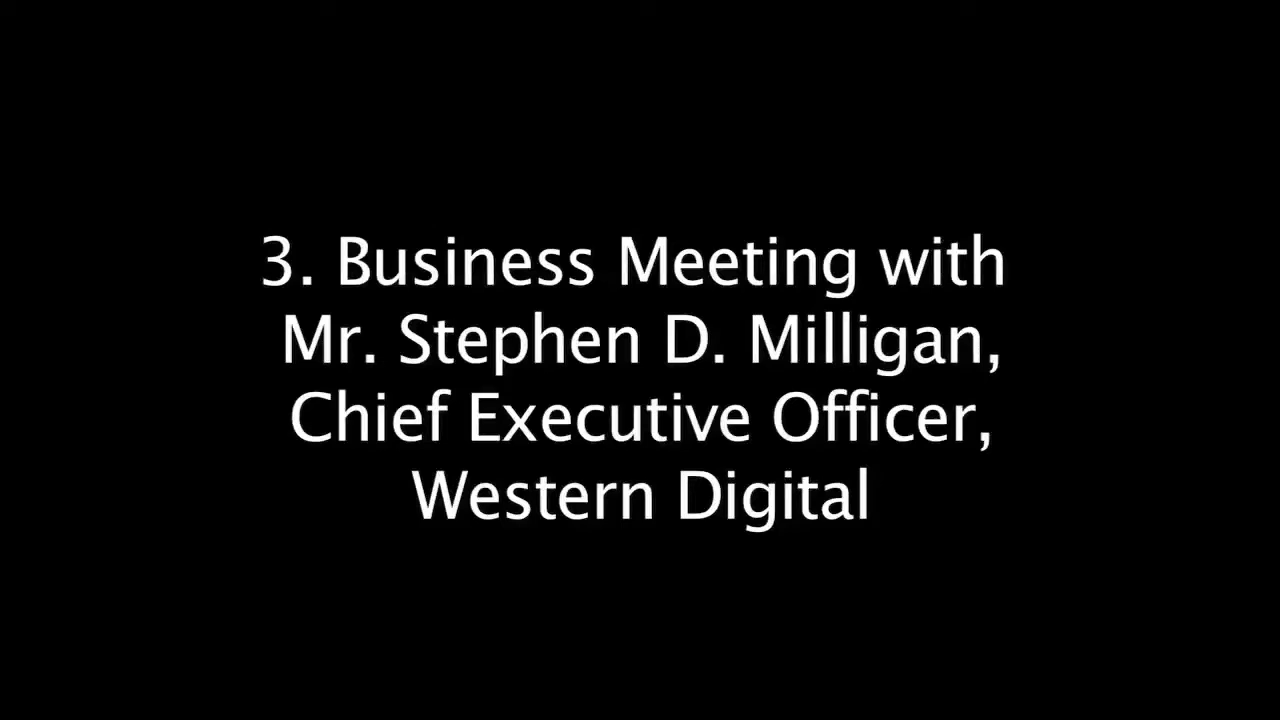 3. Business Meeting with
Mr. Stephen D. Milligan,
Chief Executive Officer,
Western Digital